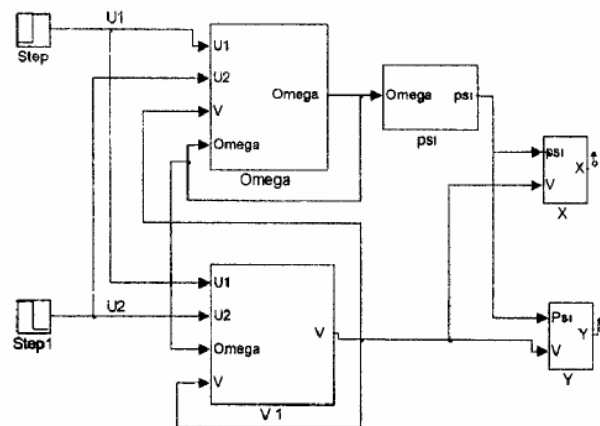 U1
Step
U1
U2
V
Omega
Omega
Omega
Omega
psi
psi
psi
V
X
X
U2
Step1
U1
U2
Omega
V
V
V 1
Psi
V
Y
Y